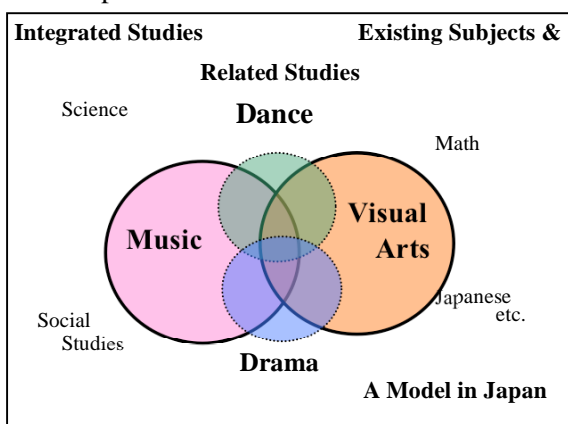 Integrated Studies Existing Subjects &
Related Studies
Science
Dance
Math
Visual
Music
Arts
Japanese
etc.
Social
Studies
Drama
A Model in Japan